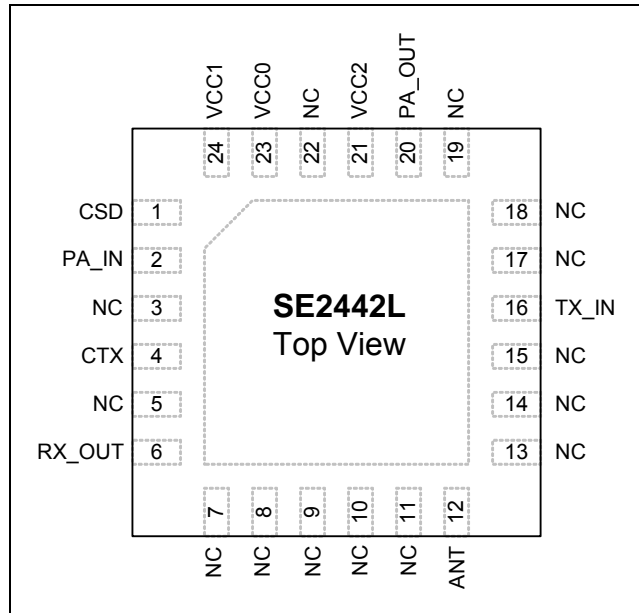 VCC1 VCC0 NC VCC2 PA_OUT NC
24 23 22 21 20 19
CSD 1
PA_IN 2
NC 3
CTX 4
NC 5
RX_OUT 6
SE2442L
Top View
18 NC
17 NC
16 TX_IN
15 NC
14 NC
13 NC
7 8 9 10 11 12
NC NC NC NC NC ANT